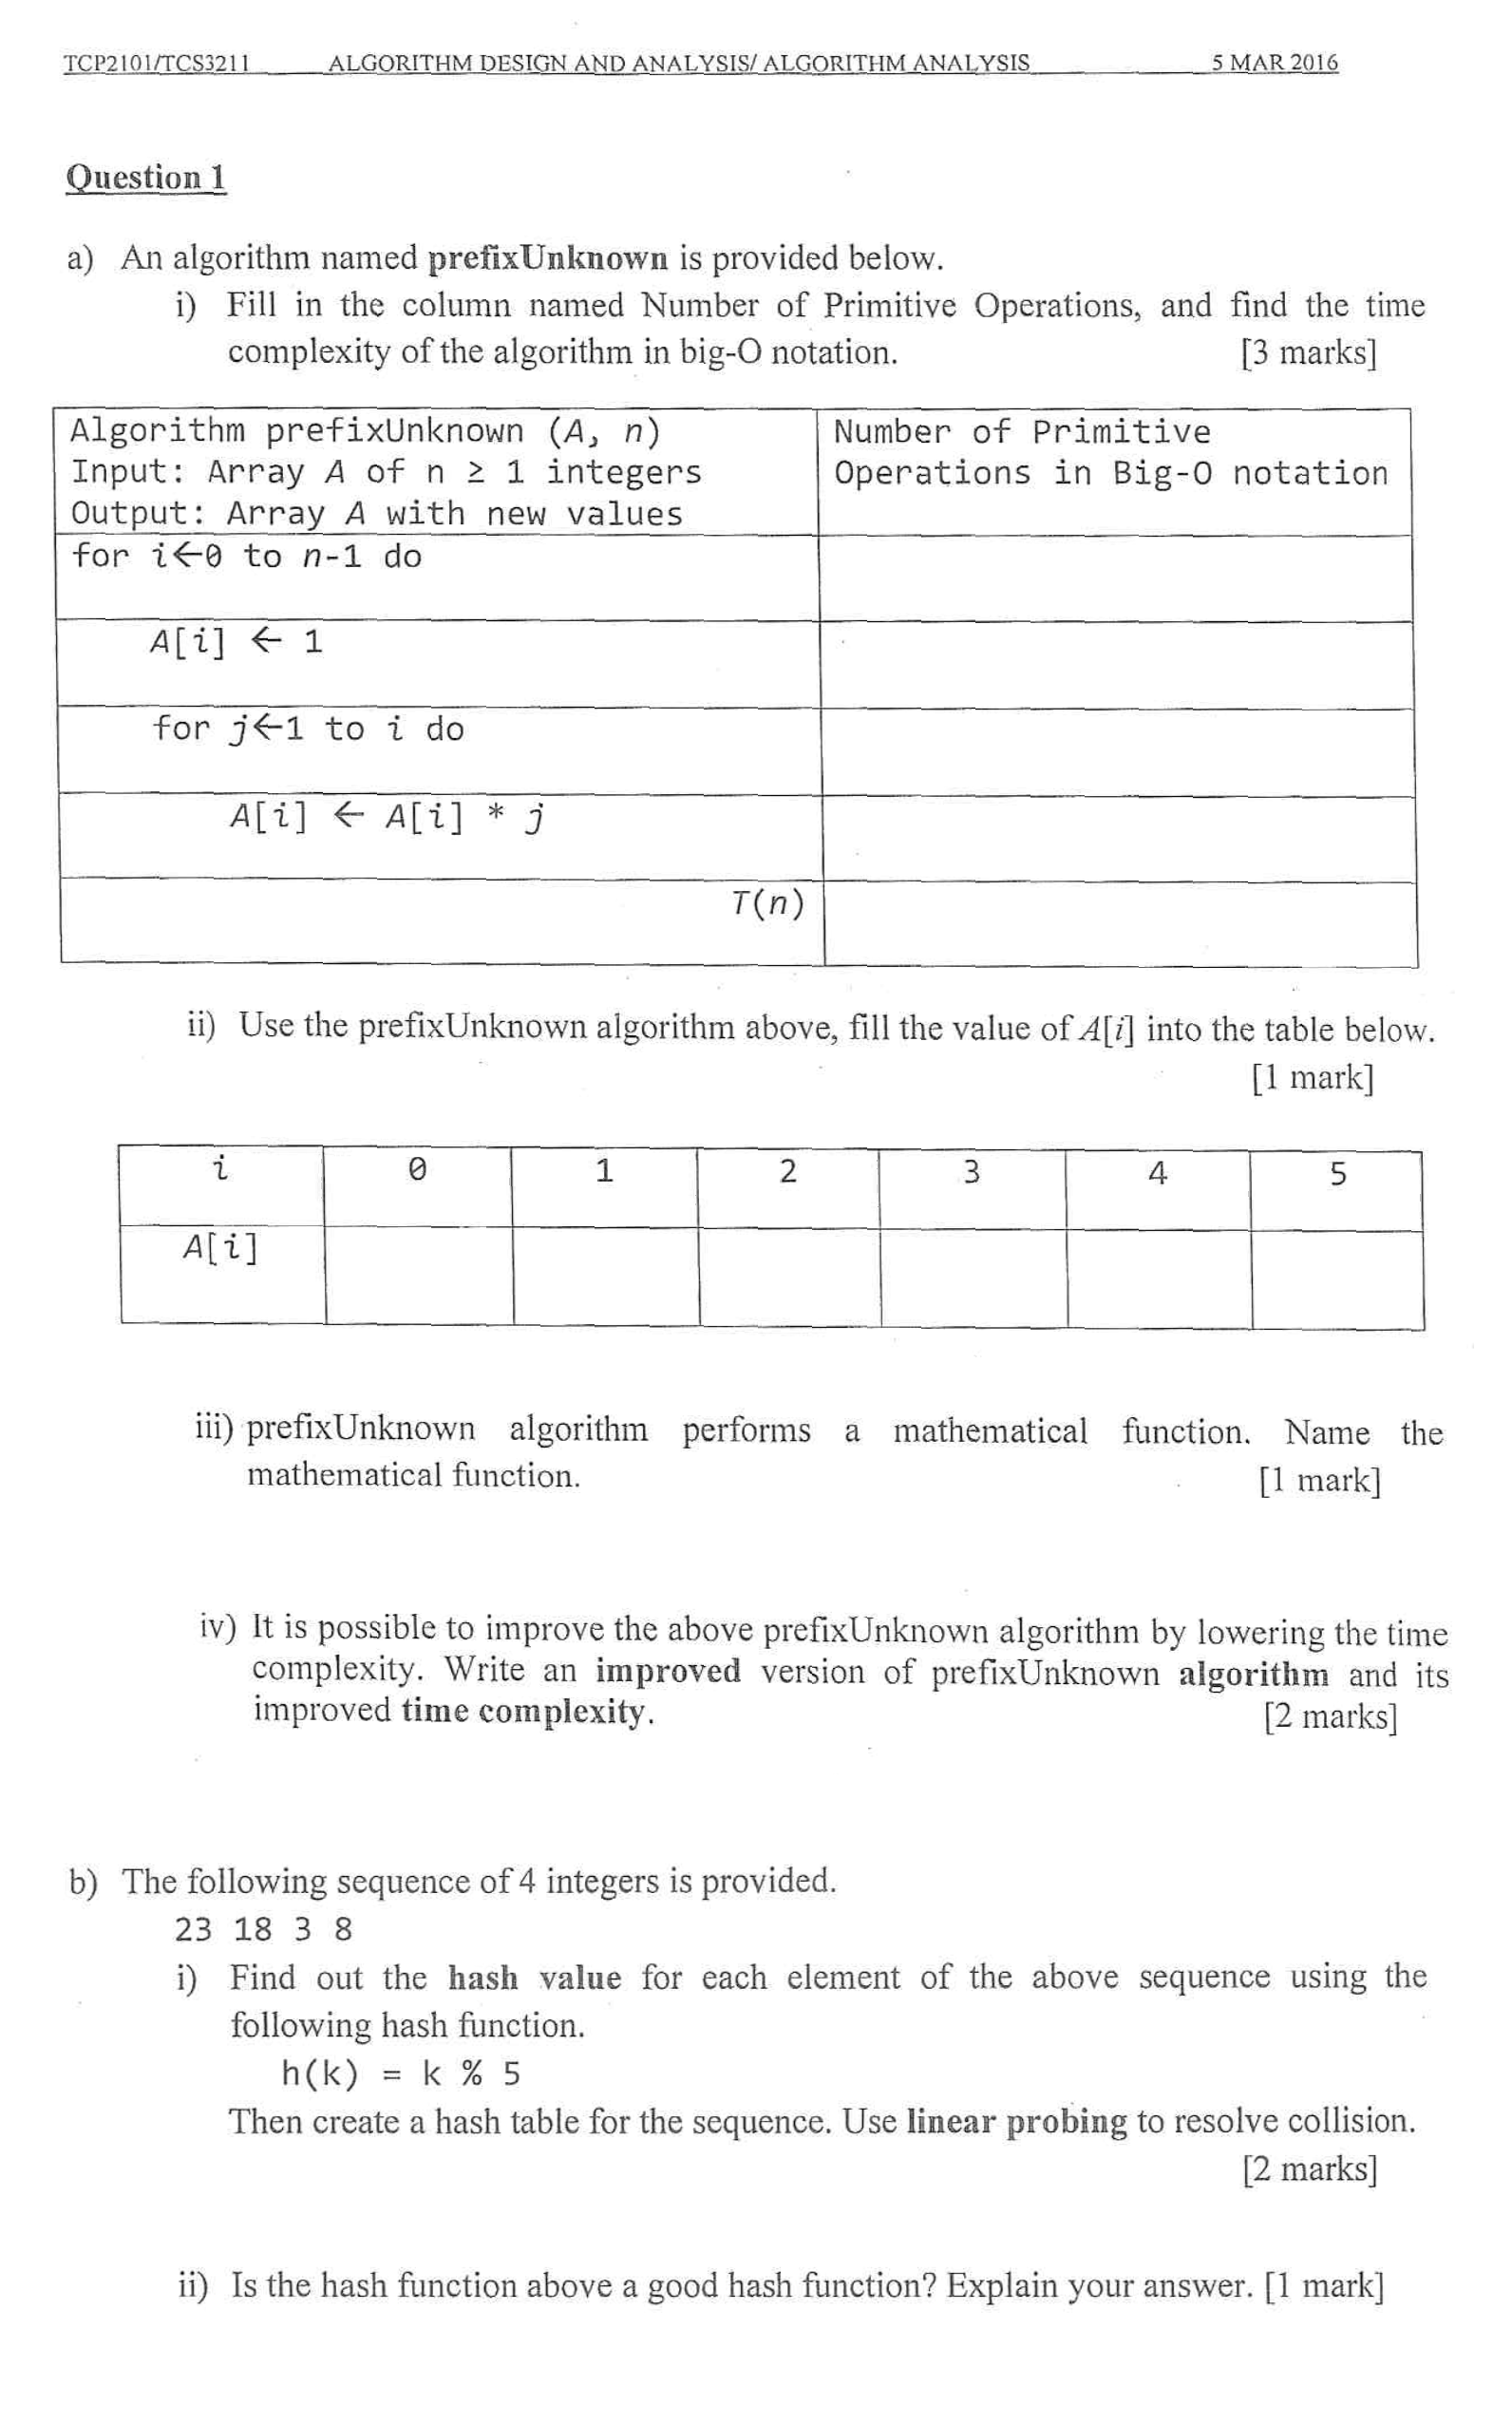 TCP2101/TCS3211 ALGORITHM DESIGN AND ANALYSIS/ ALGORITHM ANALYSIS 5 MAR 2016
Question 1
a) An algorithm named prefixUnknown is provided below.
i) Fill in the column named Number of Primitive Operations, and find the time
complexity of the algorithm in big-O notation. [3 marks]
Algorithm prefixUnknown (A, n)
Input: Array A of n ≥ 1 integers
Output: Array A with new values
Number of Primitive
Operations in Big-O notation
for i←0 to n-1 do
A[i] ← 1
for j←1 to i do
A[i] ← A[i] * j
T(n)
ii) Use the prefixUnknown algorithm above, fill the value of A[i] into the table below.
[1 mark]
i 0 1 2 3 4 5
A[i]
iii) prefixUnknown algorithm performs a mathematical function. Name the
mathematical function. [1 mark]
iv) It is possible to improve the above prefixUnknown algorithm by lowering the time
complexity. Write an improved version of prefixUnknown algorithm and its
improved time complexity. [2 marks]
b) The following sequence of 4 integers is provided.
23 18 3 8
i) Find out the hash value for each element of the above sequence using the
following hash function.
h(k) = k % 5
Then create a hash table for the sequence. Use linear probing to resolve collision.
[2 marks]
ii) Is the hash function above a good hash function? Explain your answer. [1 mark]